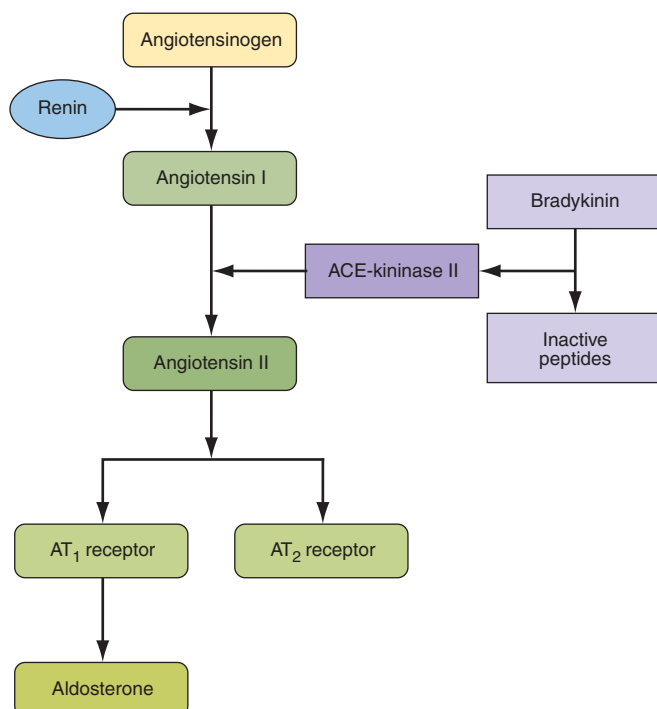 Angiotensinogen
Renin
Angiotensin I
Bradykinin
ACE-kininase II
Inactive
peptides
Angiotensin II
AT₁ receptor
AT₂ receptor
Aldosterone